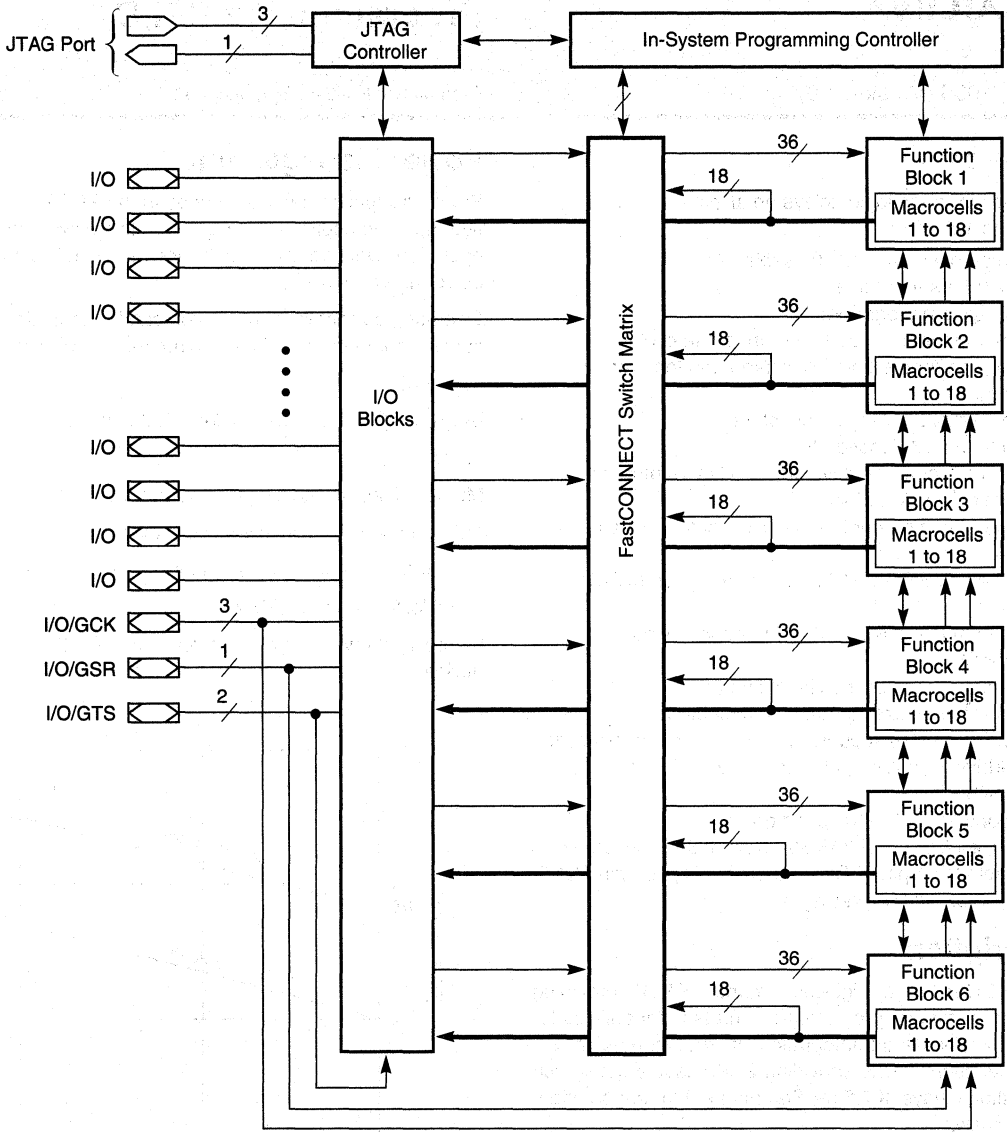 JTAG Port
3
1
JTAG
Controller
In-System Programming Controller
I/O
I/O
I/O
I/O
I/O
I/O
I/O
I/O
I/O/GCK
3
I/O/GSR
1
I/O/GTS
2
I/O
Blocks
FastCONNECT Switch Matrix
36
18
Function
Block 1
Macrocells
1 to 18
36
18
Function
Block 2
Macrocells
1 to 18
36
18
Function
Block 3
Macrocells
1 to 18
36
18
Function
Block 4
Macrocells
1 to 18
36
18
Function
Block 5
Macrocells
1 to 18
36
18
Function
Block 6
Macrocells
1 to 18